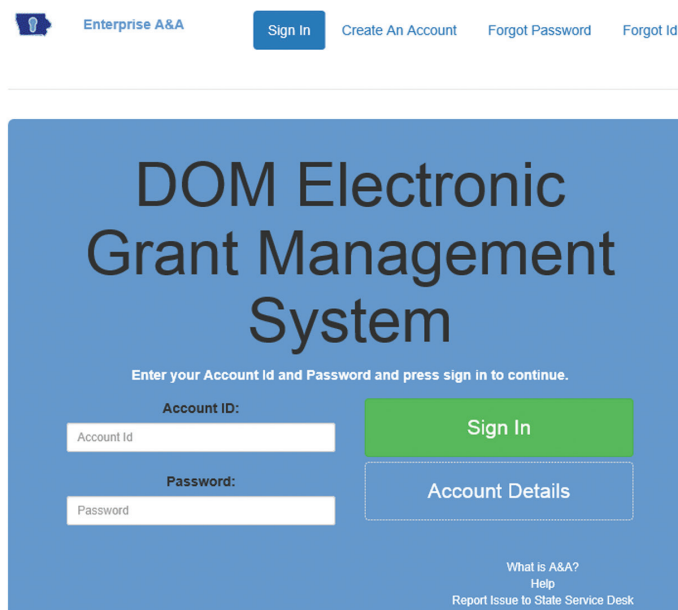 Enterprise A&A
Sign In
Create An Account
Forgot Password
Forgot Id
DOM Electronic
Grant Management
System
Enter your Account Id and Password and press sign in to continue.
Account ID:
Account Id
Password:
Password
Sign In
Account Details
What is A&A?
Help
Report Issue to State Service Desk